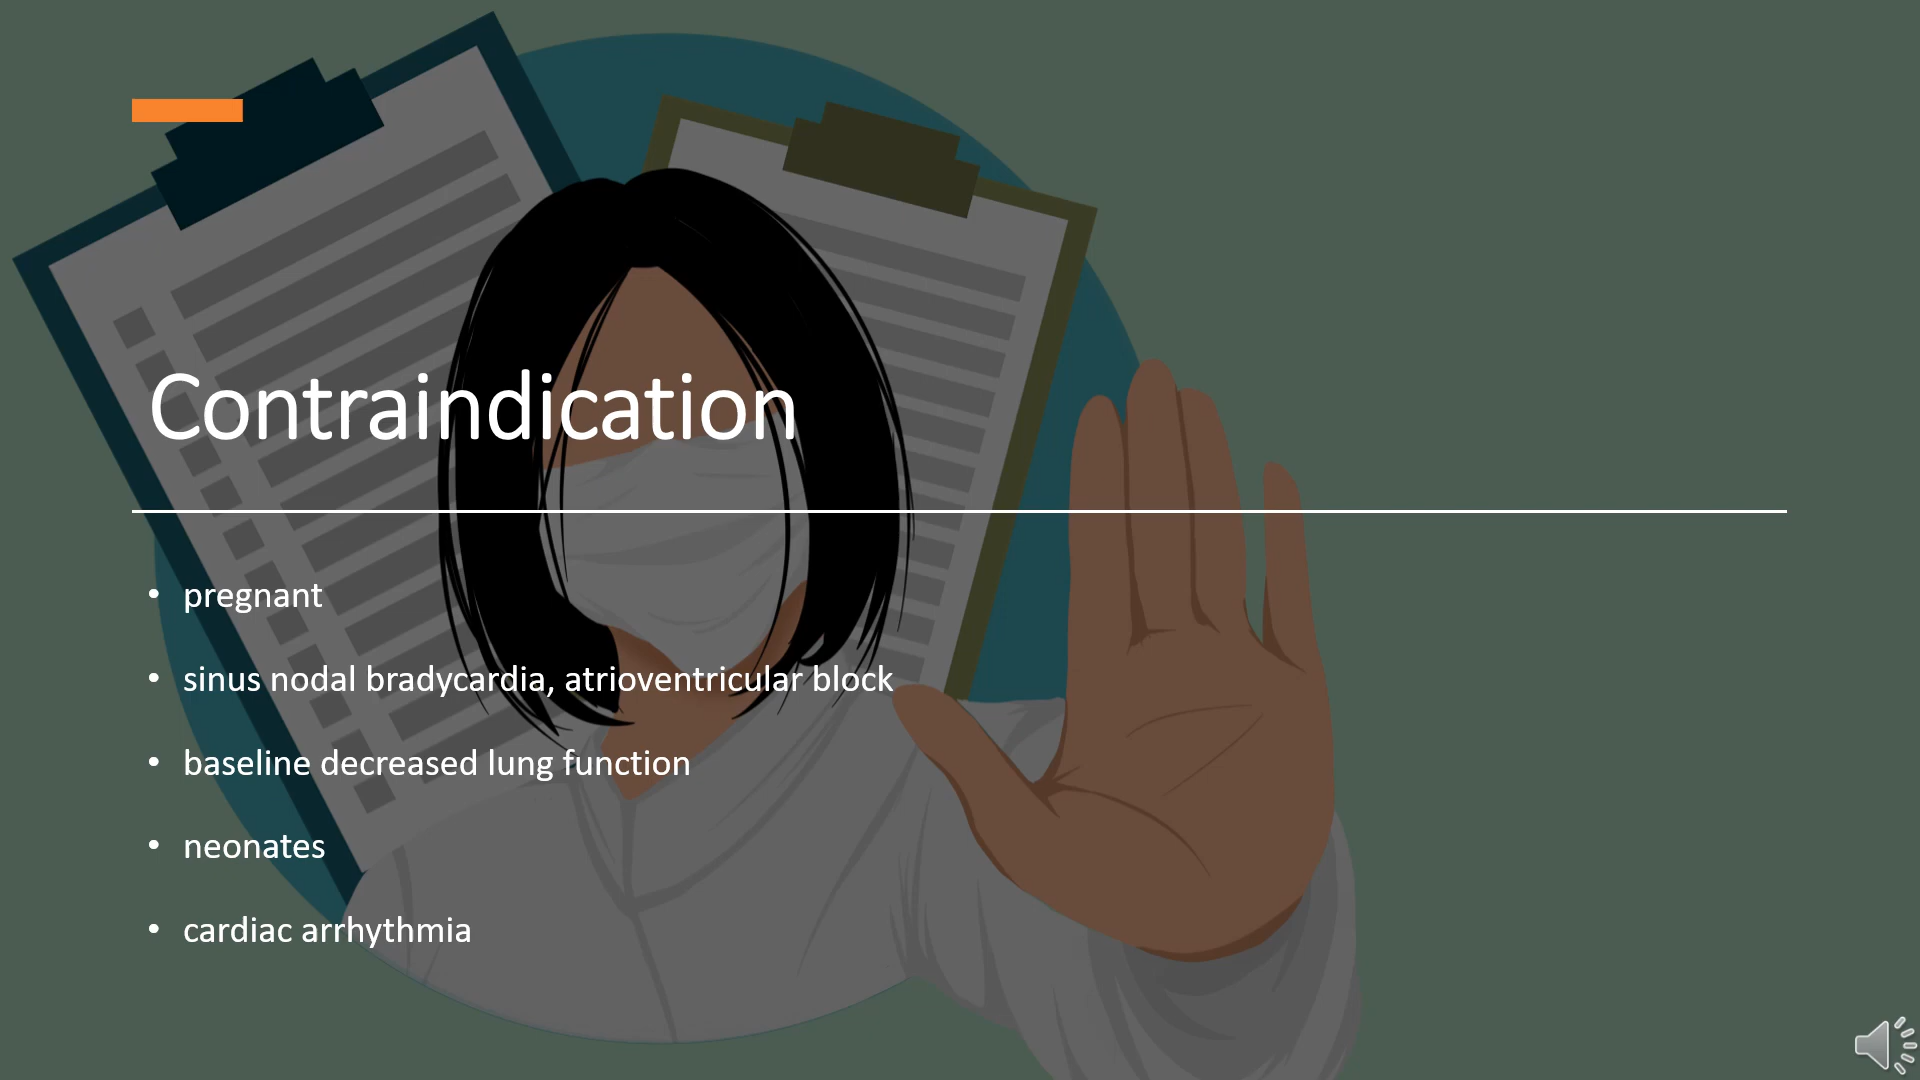 Contraindication
• pregnant
• sinus nodal bradycardia, atrioventricular block
• baseline decreased lung function
• neonates
• cardiac arrhythmia